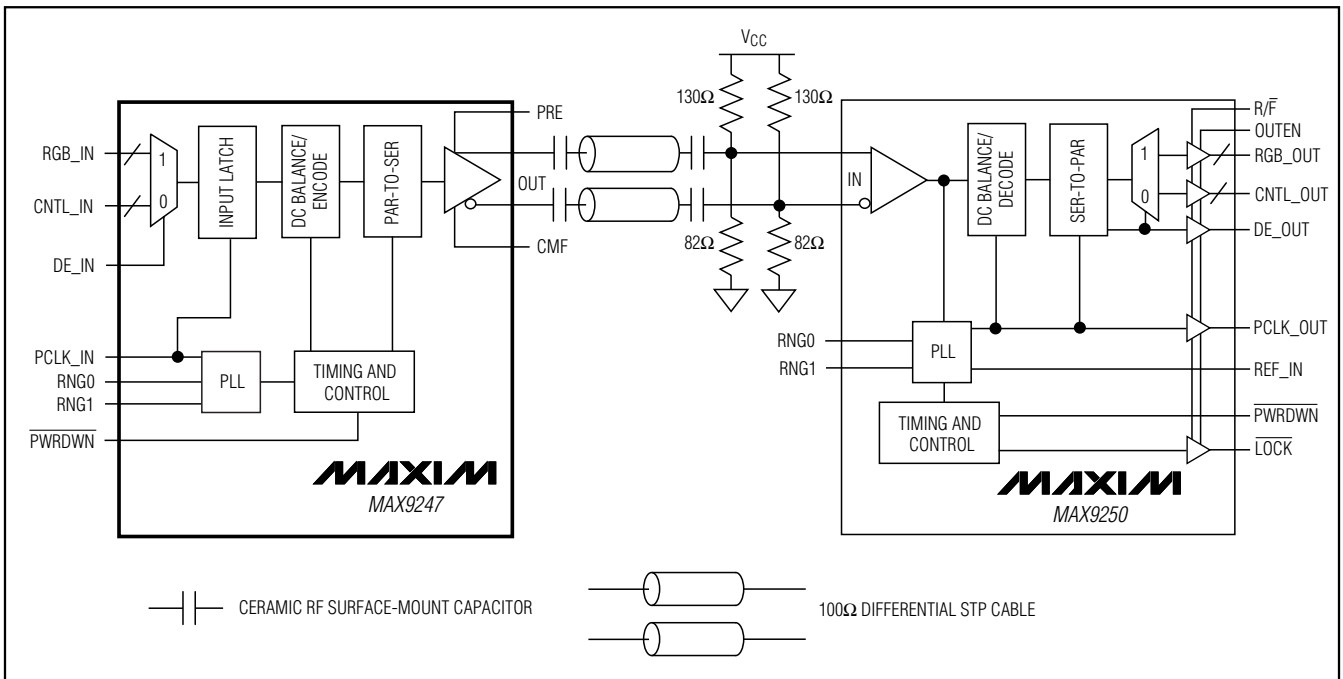 VCC
130Ω
130Ω
82Ω
82Ω
RGB_IN
CNTL_IN
DE_IN
PCLK_IN
RNG0
RNG1
PWRDWN
1
0
INPUT LATCH
DC BALANCE/
ENCODE
PAR-TO-SER
PLL
TIMING AND
CONTROL
PRE
OUT
CMF
MAXIM
MAX9247
IN
DC BALANCE/
DECODE
SER-TO-PAR
1
0
RNG0
RNG1
PLL
TIMING AND
CONTROL
R/F̅
OUTEN
RGB_OUT
CNTL_OUT
DE_OUT
PCLK_OUT
REF_IN
PWRDWN
LOCK
MAXIM
MAX9250
CERAMIC RF SURFACE-MOUNT CAPACITOR
100Ω DIFFERENTIAL STP CABLE